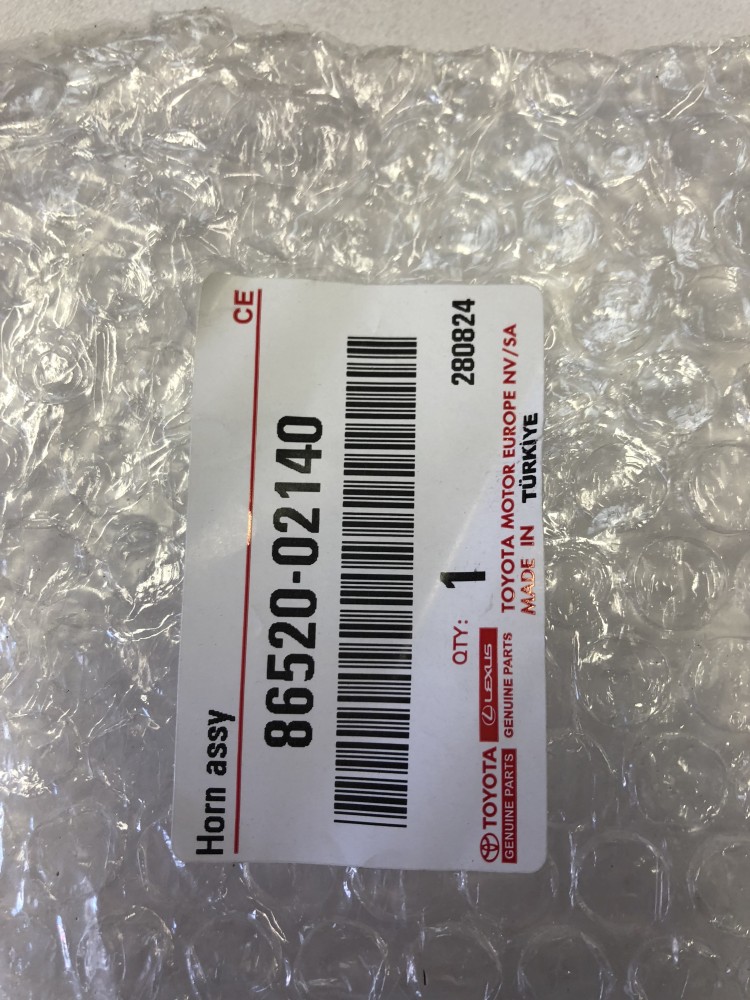 Horn assy
CE
86520-02140
QTY: 1
280824
TOYOTA
GENUINE PARTS
LEXUS
GENUINE PARTS
TOYOTA MOTOR EUROPE NV/SA
MADE IN TÜRKİYE